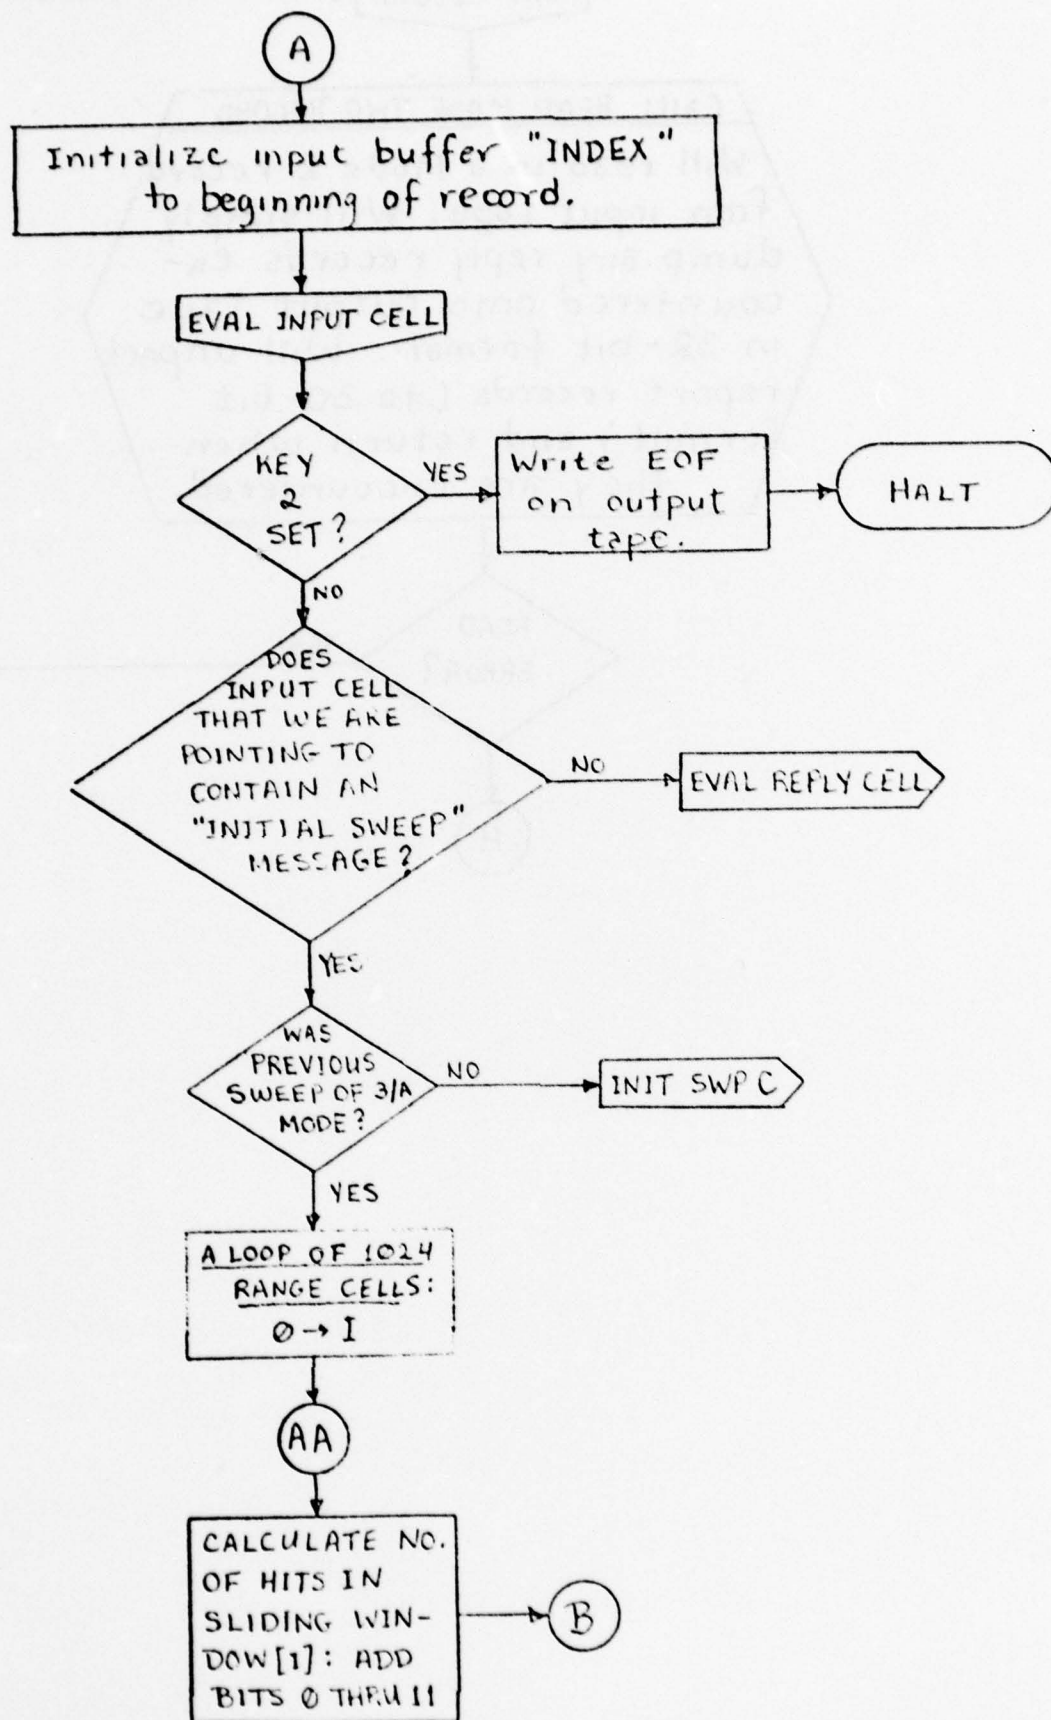 A
Initialize input buffer "INDEX"
to beginning of record.
EVAL INPUT CELL
KEY
2
SET?
YES
Write EOF
on output
tape.
HALT
NO
DOES
INPUT CELL
THAT WE ARE
POINTING TO
CONTAIN AN
"INITIAL SWEEP"
MESSAGE?
NO
EVAL REPLY CELL
YES
WAS
PREVIOUS
SWEEP OF 3/A
MODE?
NO
INIT SWP C
YES
A LOOP OF 1024
RANGE CELLS:
0 → I
AA
CALCULATE NO.
OF HITS IN
SLIDING WIN-
DOW[1]: ADD
BITS 0 THRU 11
B